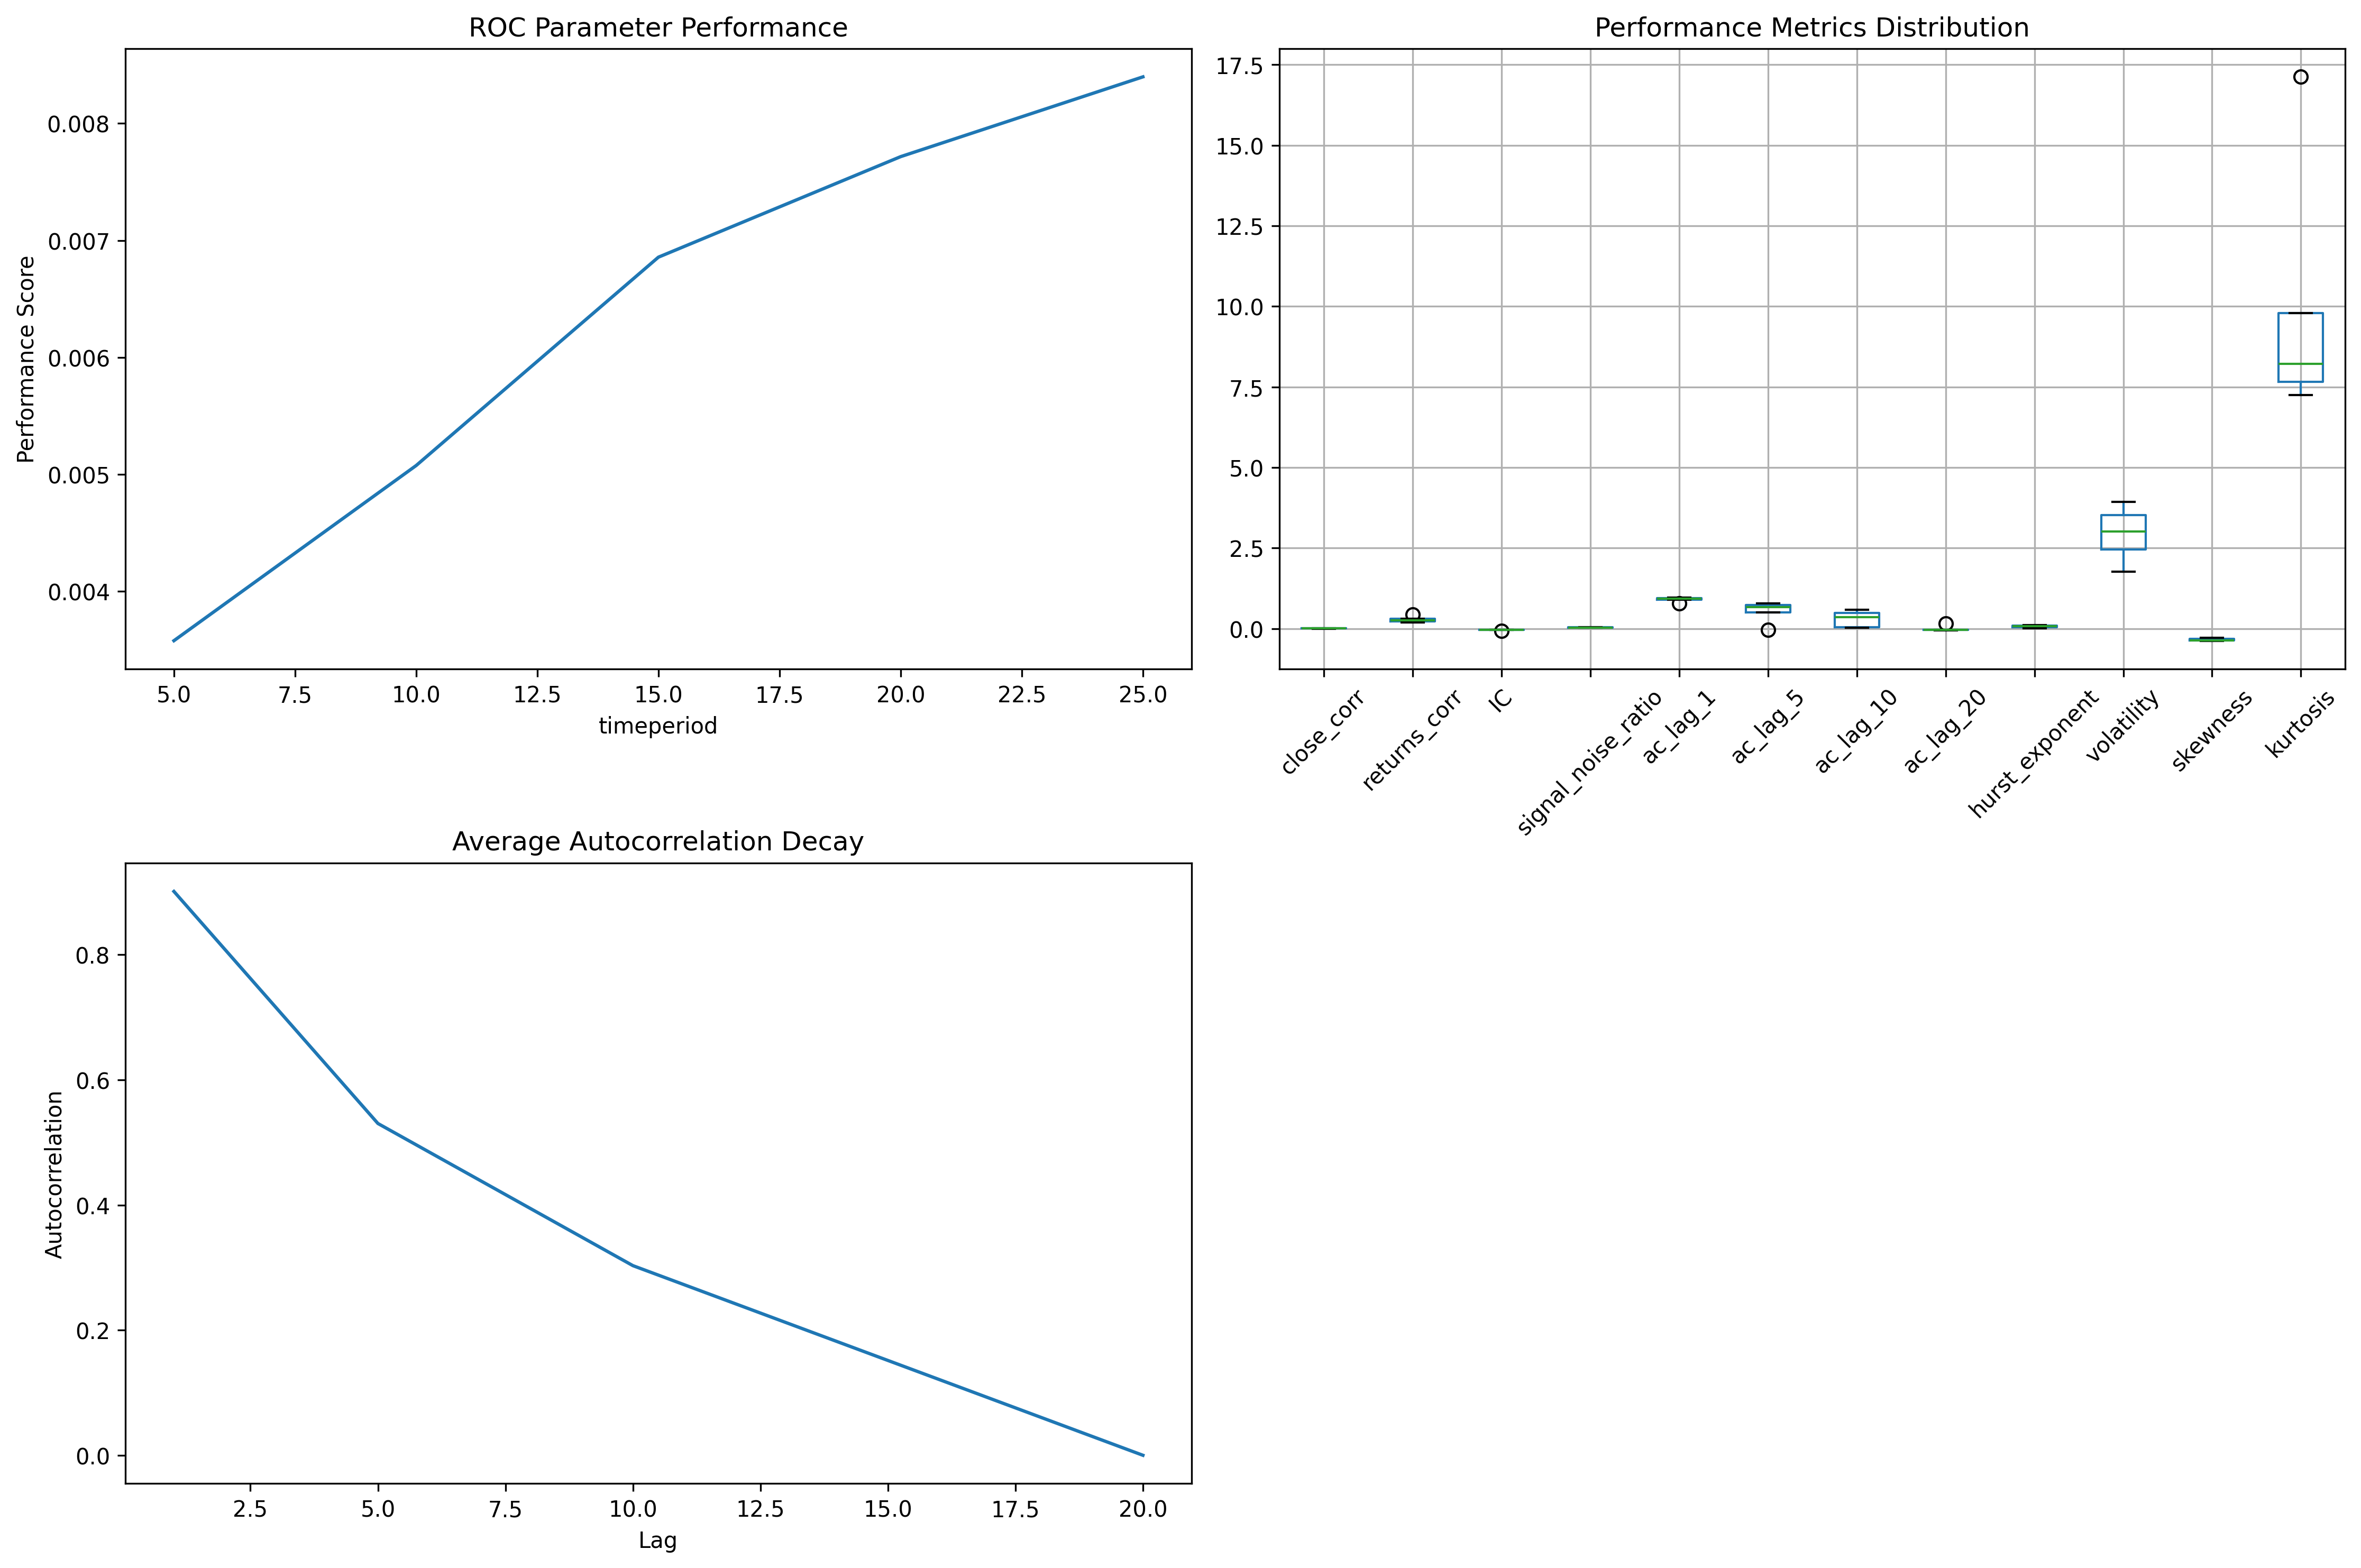 ROC Parameter Performance
Performance Score
0.008
0.007
0.006
0.005
0.004
5.0 7.5 10.0 12.5 15.0 17.5 20.0 22.5 25.0
timeperiod
Performance Metrics Distribution
17.5
15.0
12.5
10.0
7.5
5.0
2.5
0.0
close_corr
returns_corr
IC
signal_noise_ratio
ac_lag_1
ac_lag_5
ac_lag_10
ac_lag_20
hurst_exponent
volatility
skewness
kurtosis
Average Autocorrelation Decay
Autocorrelation
0.8
0.6
0.4
0.2
0.0
2.5 5.0 7.5 10.0 12.5 15.0 17.5 20.0
Lag